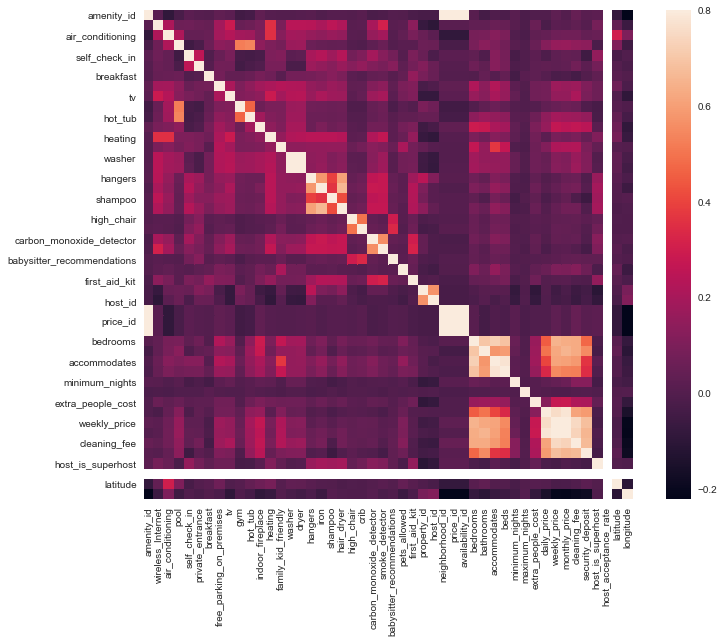 amenity_id
air_conditioning
self_check_in
breakfast
tv
hot_tub
heating
washer
hangers
shampoo
high_chair
carbon_monoxide_detector
babysitter_recommendations
first_aid_kit
host_id
price_id
bedrooms
accommodates
minimum_nights
extra_people_cost
weekly_price
cleaning_fee
host_is_superhost
latitude
amenity_id
wireless_Internet
air_conditioning
pool
self_check_in
private_entrance
breakfast
free_parking_on_premises
tv
gym
hot_tub
indoor_fireplace
heating
family_kid_friendly
washer
dryer
hangers
iron
shampoo
hair_dryer
high_chair
crib
carbon_monoxide_detector
smoke_detector
babysitter_recommendations
pets_allowed
first_aid_kit
property_id
host_id
neighborhood_id
price_id
availability_id
bedrooms
bathrooms
accommodates
beds
minimum_nights
maximum_nights
extra_people_cost
daily_price
weekly_price
monthly_price
cleaning_fee
security_deposit
host_is_superhost
host_acceptance_rate
latitude
longitude
0.8
0.6
0.4
0.2
0.0
−0.2